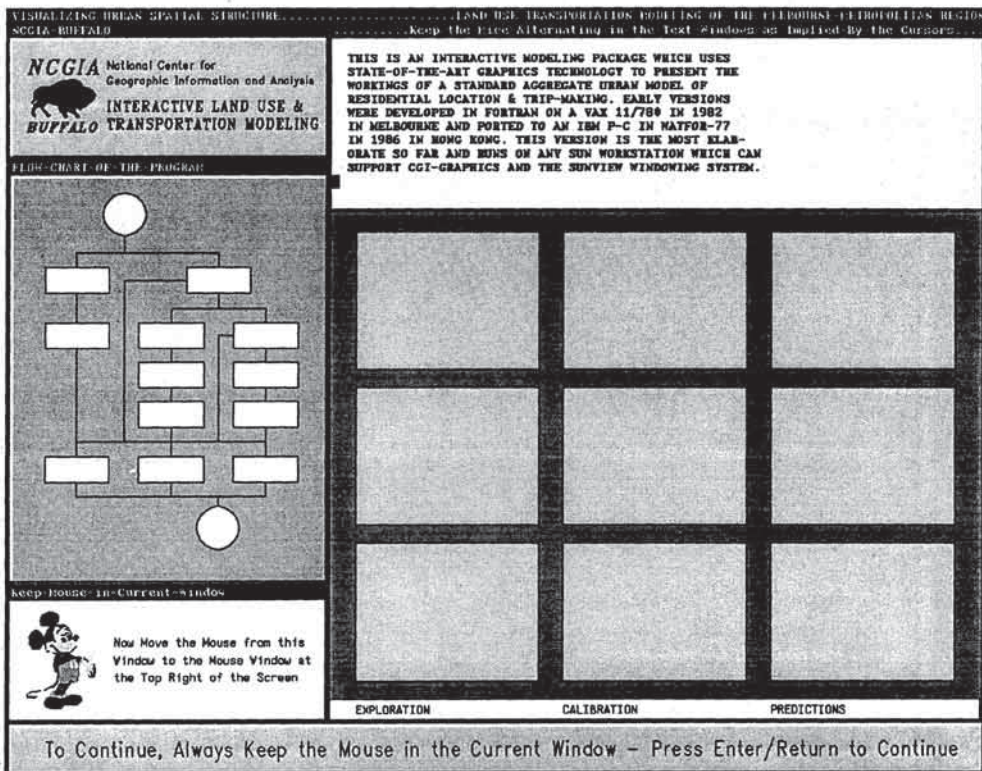 VISUALIZING URBAN SPATIAL STRUCTURE.........................LAND USE TRANSPORTATION MODELING OF THE MELBOURNE METROPOLITAN REGION
NCGIA-BUFFALO
..........Keep the Mice Alternating in the Text Windows as Implied By the Cursors....
NCGIA National Center for
Geographic Information and Analysis
INTERACTIVE LAND USE &
BUFFALO TRANSPORTATION MODELING
THIS IS AN INTERACTIVE MODELING PACKAGE WHICH USES
STATE-OF-THE-ART GRAPHICS TECHNOLOGY TO PRESENT THE
WORKINGS OF A STANDARD AGGREGATE URBAN MODEL OF
RESIDENTIAL LOCATION & TRIP-MAKING. EARLY VERSIONS
WERE DEVELOPED IN FORTRAN ON A VAX 11/780 IN 1982
IN MELBOURNE AND PORTED TO AN IBM P-C IN WATFOR-77
IN 1986 IN HONG KONG. THIS VERSION IS THE MOST ELAB-
ORATE SO FAR AND RUNS ON ANY SUN WORKSTATION WHICH CAN
SUPPORT CGI-GRAPHICS AND THE SUNVIEW WINDOWING SYSTEM.
FLOW-CHART-OF-THE-PROGRAM
Keep-Mouse-in-Current-Window
Now Move the Mouse from this
Window to the Mouse Window at
the Top Right of the Screen
EXPLORATION CALIBRATION PREDICTIONS
To Continue, Always Keep the Mouse in the Current Window – Press Enter/Return to Continue